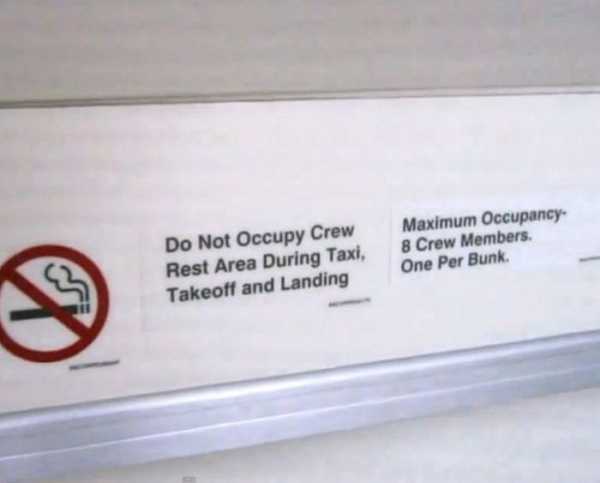 Do Not Occupy Crew
Rest Area During Taxi,
Takeoff and Landing
Maximum Occupancy-
8 Crew Members.
One Per Bunk.